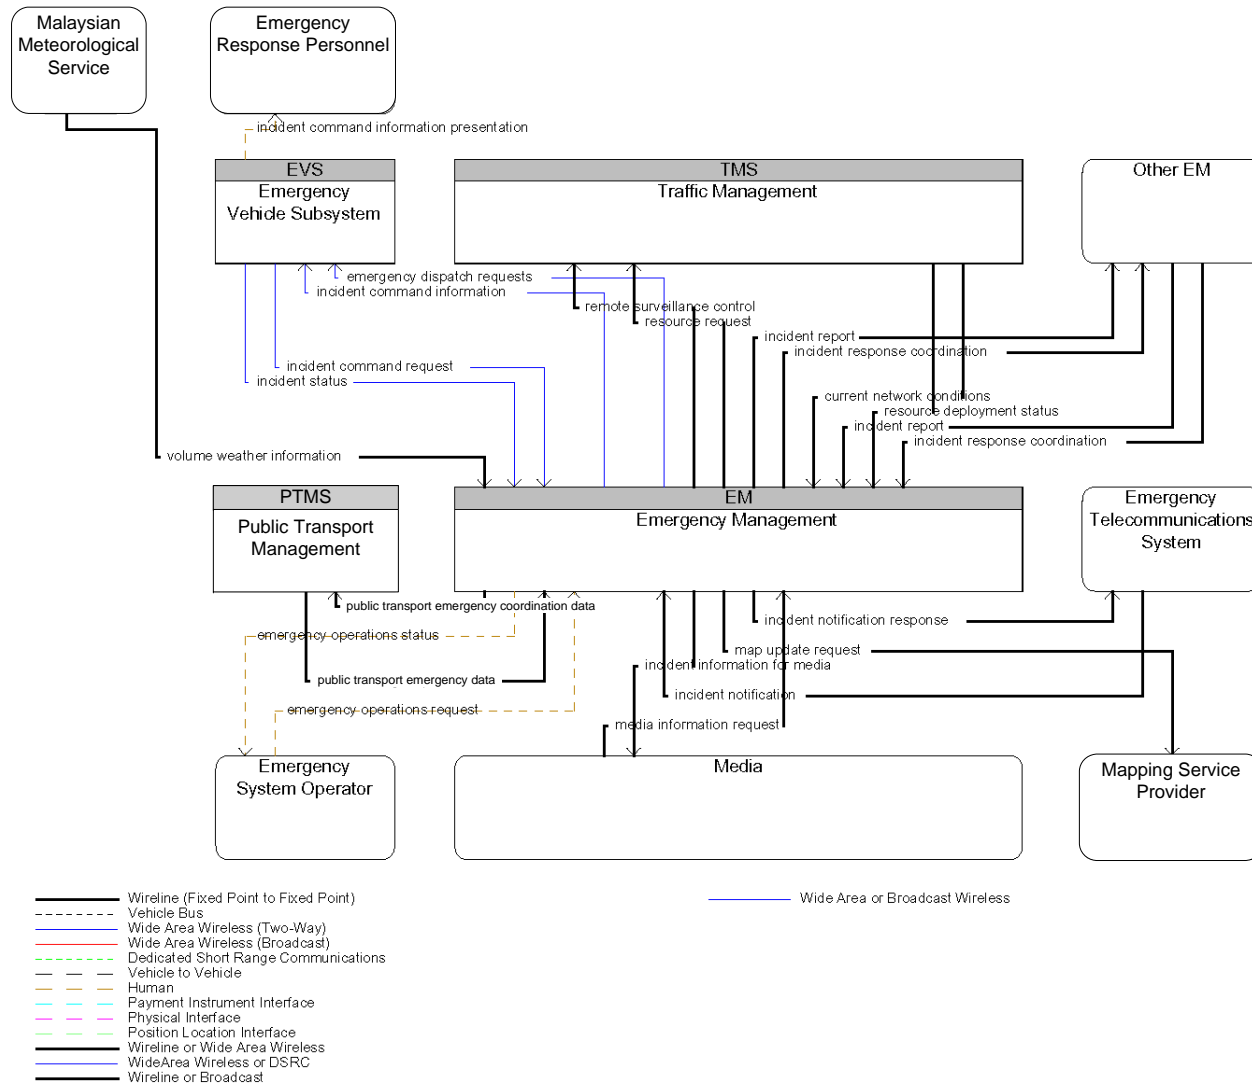 Malaysian
Meteorological
Service
Emergency
Response Personnel
incident command information presentation
EVS
Emergency
Vehicle Subsystem
TMS
Traffic Management
Other EM
emergency dispatch requests
incident command information
remote surveillance control
resource request
incident report
incident response coordination
incident command request
incident status
current network conditions
resource deployment status
incident report
incident response coordination
volume weather information
PTMS
Public Transport
Management
EM
Emergency Management
Emergency
Telecommunications
System
public transport emergency coordination data
incident notification response
emergency operations status
map update request
incident information for media
public transport emergency data
incident notification
emergency operations request
media information request
Emergency
System Operator
Media
Mapping Service
Provider
Wireline (Fixed Point to Fixed Point)
Vehicle Bus
Wide Area Wireless (Two-Way)
Wide Area Wireless (Broadcast)
Dedicated Short Range Communications
Vehicle to Vehicle
Human
Payment Instrument Interface
Physical Interface
Position Location Interface
Wireline or Wide Area Wireless
WideArea Wireless or DSRC
Wireline or Broadcast
Wide Area or Broadcast Wireless